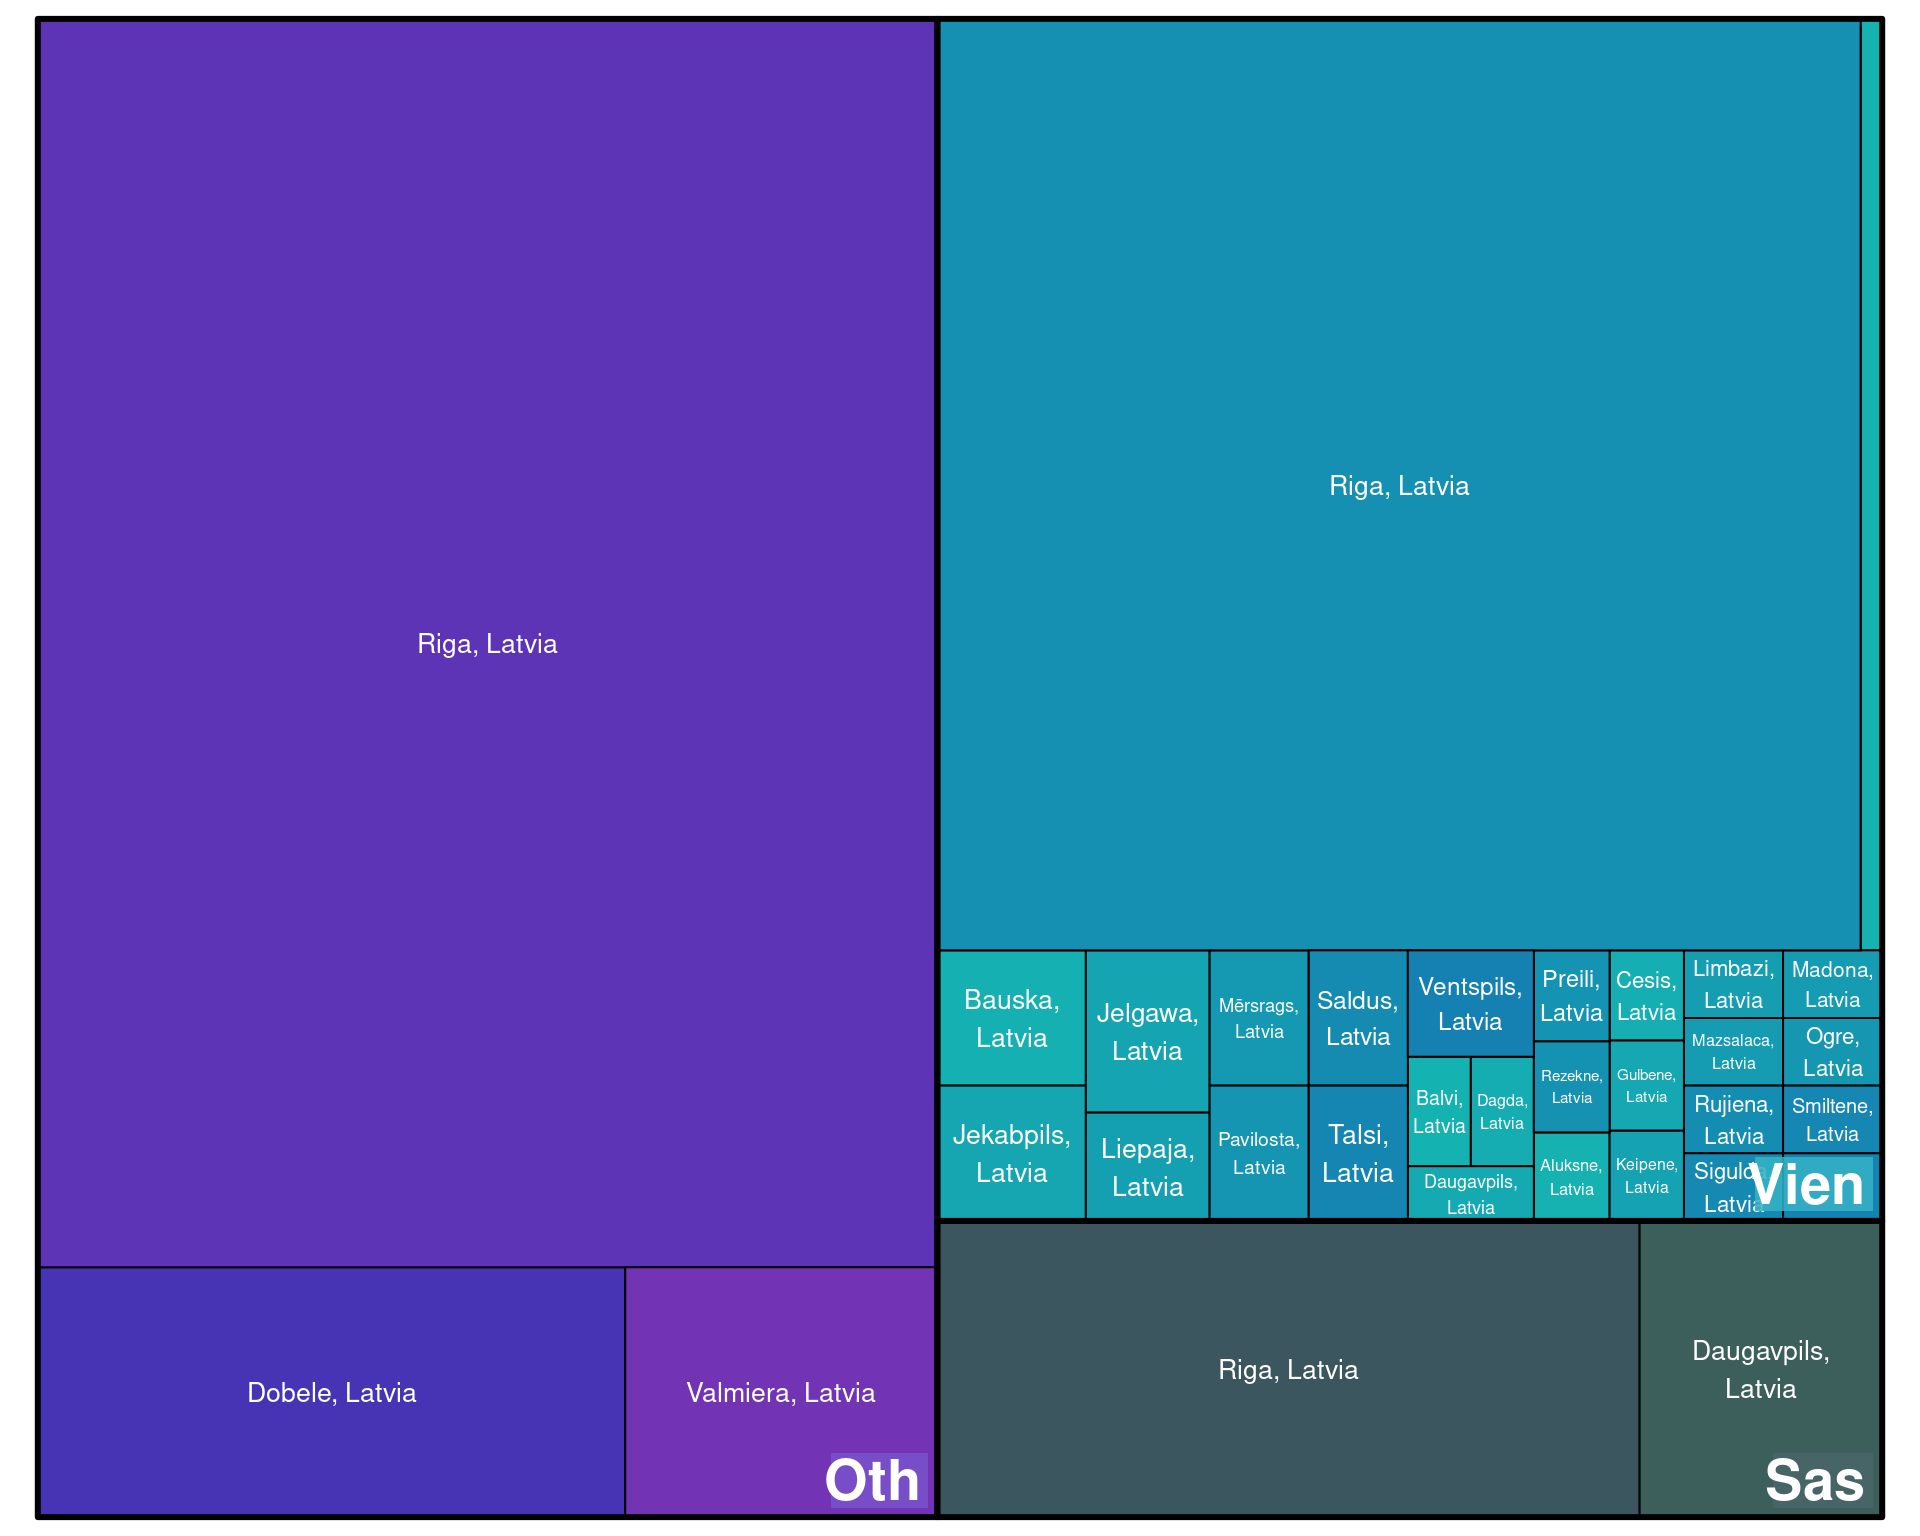 Riga, Latvia
Dobele, Latvia
Valmiera, Latvia
Oth
Riga, Latvia
Bauska,
Latvia
Jekabpils,
Latvia
Jelgawa,
Latvia
Liepaja,
Latvia
Mērsrags,
Latvia
Pavilosta,
Latvia
Saldus,
Latvia
Talsi,
Latvia
Ventspils,
Latvia
Balvi,
Latvia
Dagda,
Latvia
Daugavpils,
Latvia
Preili,
Latvia
Rezekne,
Latvia
Aluksne,
Latvia
Cesis,
Latvia
Gulbene,
Latvia
Keipene,
Latvia
Limbazi,
Latvia
Mazsalaca,
Latvia
Rujiena,
Latvia
Latvia
Madona,
Latvia
Ogre,
Latvia
Smiltene,
Latvia
Vien
Riga, Latvia
Daugavpils,
Latvia
Sas